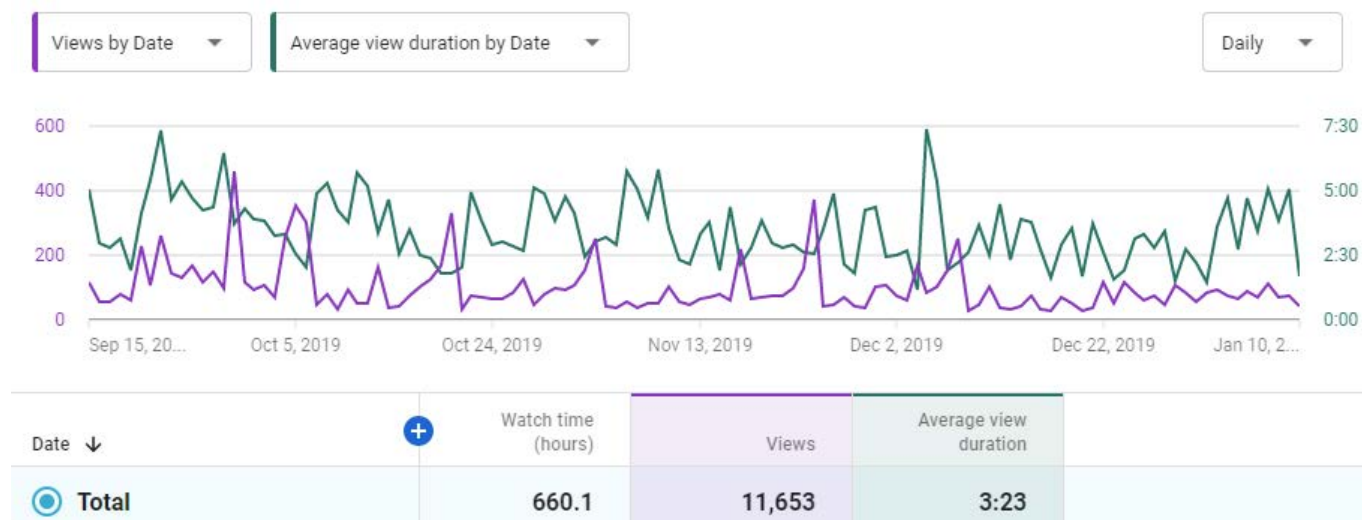 Views by Date
Average view duration by Date
Daily
600
7:30
400
5:00
200
2:30
0
0:00
Sep 15, 20...
Oct 5, 2019
Oct 24, 2019
Nov 13, 2019
Dec 2, 2019
Dec 22, 2019
Jan 10, 2...
Date
Watch time
(hours)
Views
Average view
duration
Total
660.1
11,653
3:23